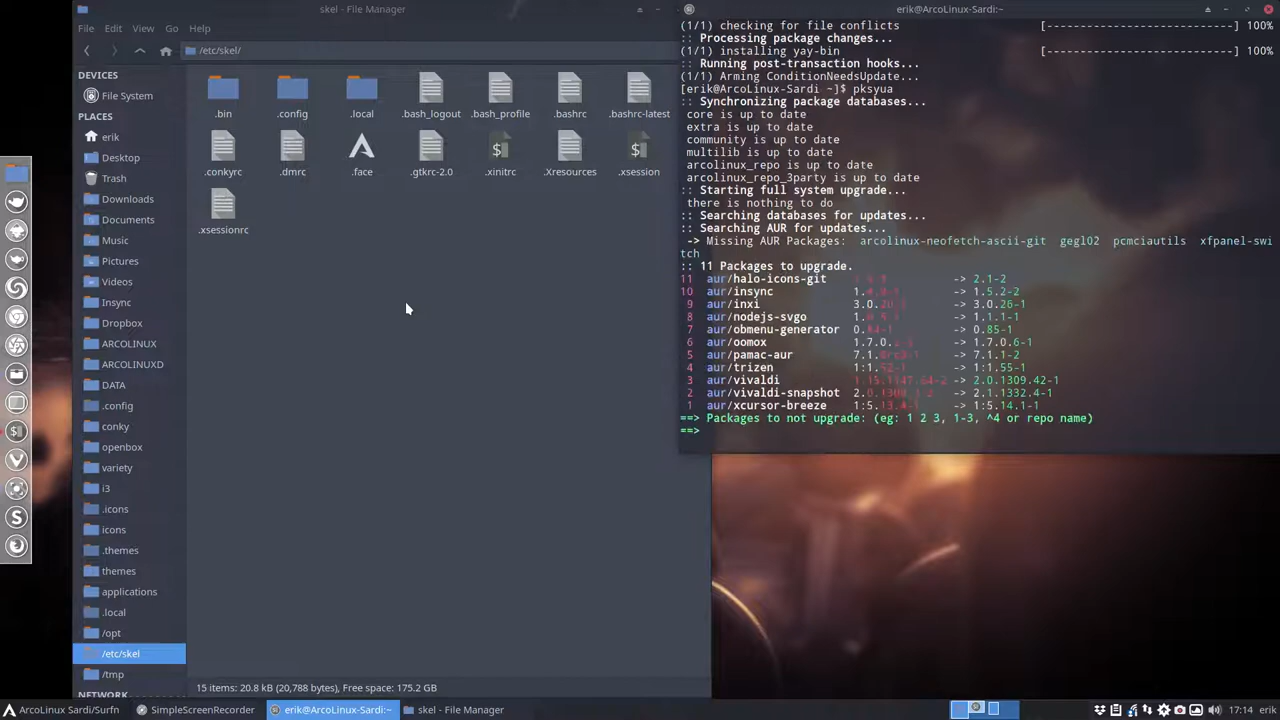 skel - File Manager
File Edit View Go Help
/etc/skel/
DEVICES
File System
PLACES
erik
Desktop
Trash
Downloads
Documents
Music
Pictures
Videos
Insync
Dropbox
ARCOLINUX
ARCOLINUXD
DATA
.config
conky
openbox
variety
i3
.icons
icons
.themes
themes
applications
.local
/opt
/etc/skel
/tmp
NETWORK
.bin .config .local .bash_logout .bash_profile .bashrc .bashrc-latest
.conkyrc .dmrc .face .gtkrc-2.0 .xinitrc .Xresources .xsession
.xsessionrc
15 items: 20.8 kB (20,788 bytes), Free space: 175.2 GB
erik@ArcoLinux-Sardi:~
(1/1) checking for file conflicts [------------------------------] 100%
:: Processing package changes...
(1/1) installing yay-bin [------------------------------] 100%
:: Running post-transaction hooks...
(1/1) Arming ConditionNeedsUpdate...
[erik@ArcoLinux-Sardi ~]$ pksyua
:: Synchronizing package databases...
core is up to date
extra is up to date
community is up to date
multilib is up to date
arcolinux_repo is up to date
arcolinux_repo_3party is up to date
:: Starting full system upgrade...
there is nothing to do
:: Searching databases for updates...
:: Searching AUR for updates...
-> Missing AUR Packages: arcolinux-neofetch-ascii-git gegl02 pcmciautils xfpanel-swi
tch
:: 11 Packages to upgrade.
11 aur/halo-icons-git -> 2.1-2
10 aur/insync -> 1.5.2-2
9 aur/inxi -> 3.0.26-1
8 aur/nodejs-svgo -> 1.1.1-1
7 aur/obmenu-generator -> 0.85-1
6 aur/oomox -> 1.7.0.6-1
5 aur/pamac-aur -> 7.1.1-2
4 aur/trizen -> 1:1.55-1
3 aur/vivaldi -> 2.0.1309.42-1
2 aur/vivaldi-snapshot -> 2.1.1332.4-1
1 aur/xcursor-breeze -> 1:5.14.1-1
==> Packages to not upgrade: (eg: 1 2 3, 1-3, ^4 or repo name)
==>
ArcoLinux Sardi/Surfn SimpleScreenRecorder erik@ArcoLinux-Sardi:~ skel - File Manager 17:14 erik